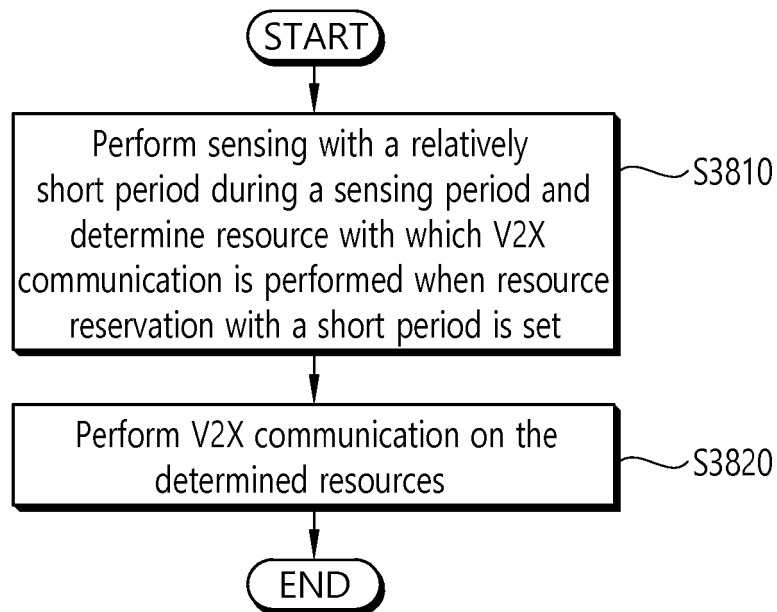 START
Perform sensing with a relatively
short period during a sensing period and
determine resource with which V2X
communication is performed when resource
reservation with a short period is set
S3810
Perform V2X communication on the
determined resources
S3820
END